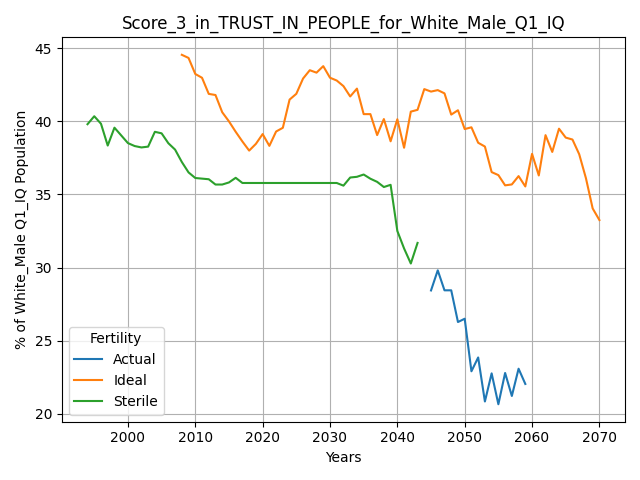 Score_3_in_TRUST_IN_PEOPLE_for_White_Male_Q1_IQ
% of White_Male Q1_IQ Population
45
40
35
30
25
20
Fertility
Actual
Ideal
Sterile
2000 2010 2020 2030 2040 2050 2060 2070
Years